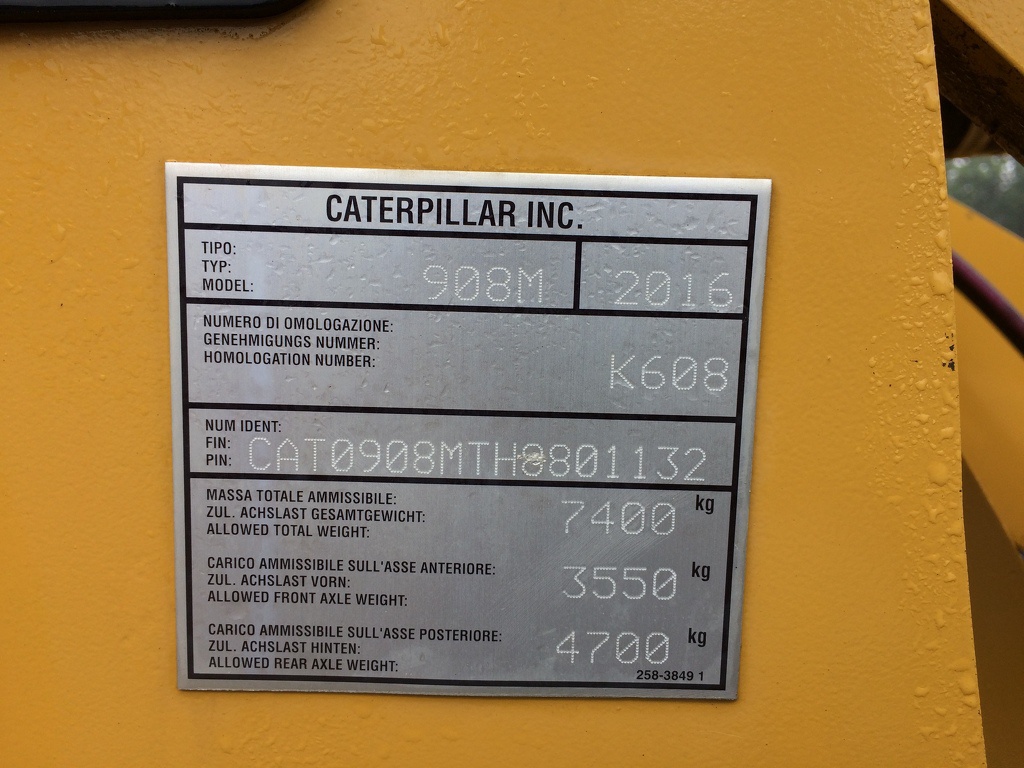 CATERPILLAR INC.
TIPO:
TYP:
MODEL: 908M 2016
NUMERO DI OMOLOGAZIONE:
GENEHMIGUNGS NUMMER:
HOMOLOGATION NUMBER: K608
NUM IDENT:
FIN:
PIN: CAT0908MTH8801132
MASSA TOTALE AMMISSIBILE:
ZUL. ACHSLAST GESAMTGEWICHT: 7400 kg
ALLOWED TOTAL WEIGHT:
CARICO AMMISSIBILE SULL'ASSE ANTERIORE:
ZUL. ACHSLAST VORN: 3550 kg
ALLOWED FRONT AXLE WEIGHT:
CARICO AMMISSIBILE SULL'ASSE POSTERIORE:
ZUL. ACHSLAST HINTEN: 4700 kg
ALLOWED REAR AXLE WEIGHT:
258-3849 1